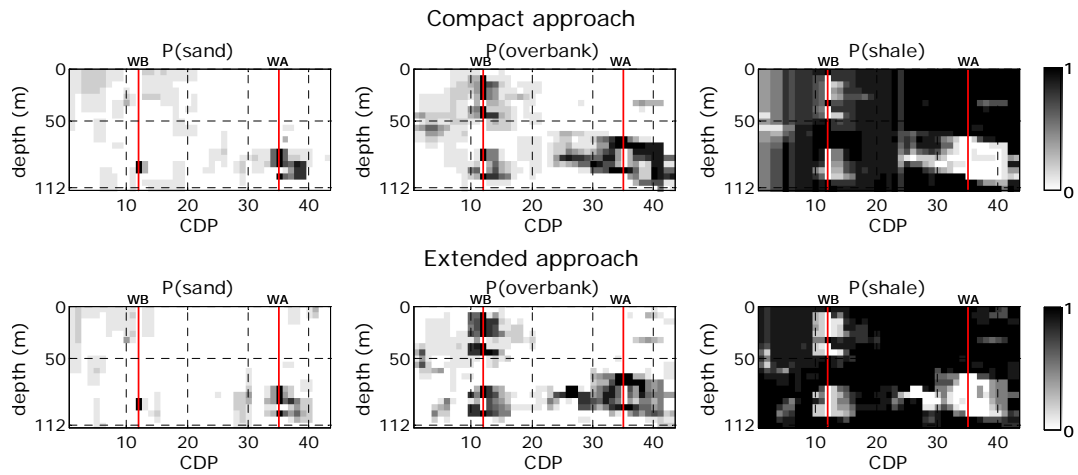 Compact approach
P(sand) P(overbank) P(shale)
WB WA WB WA WB WA
0 0 0 1
depth (m) depth (m) depth (m)
50 50 50
112 112 112 0
10 20 30 40 10 20 30 40 10 20 30 40
CDP CDP CDP
Extended approach
P(sand) P(overbank) P(shale)
WB WA WB WA WB WA
0 0 0 1
depth (m) depth (m) depth (m)
50 50 50
112 112 112 0
10 20 30 40 10 20 30 40 10 20 30 40
CDP CDP CDP